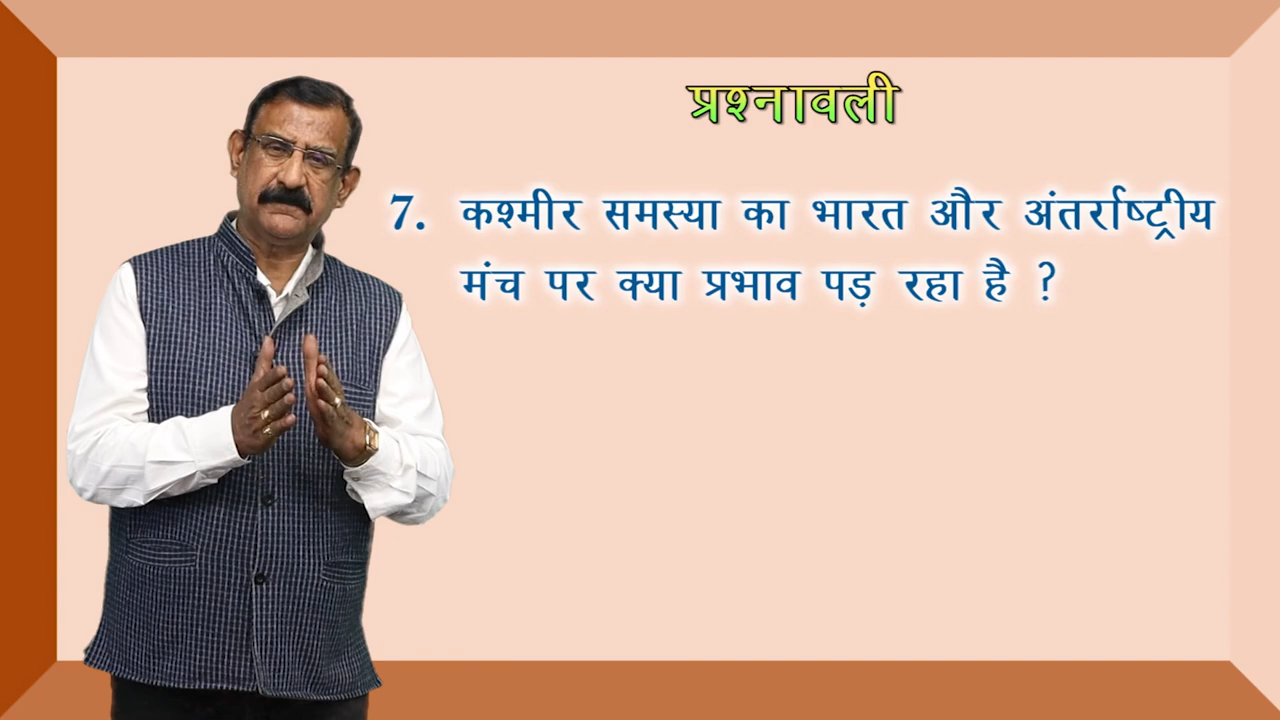 प्रश्नावली
7. कश्मीर समस्या का भारत और अंतर्राष्ट्रीय
मंच पर क्या प्रभाव पड़ रहा है ?